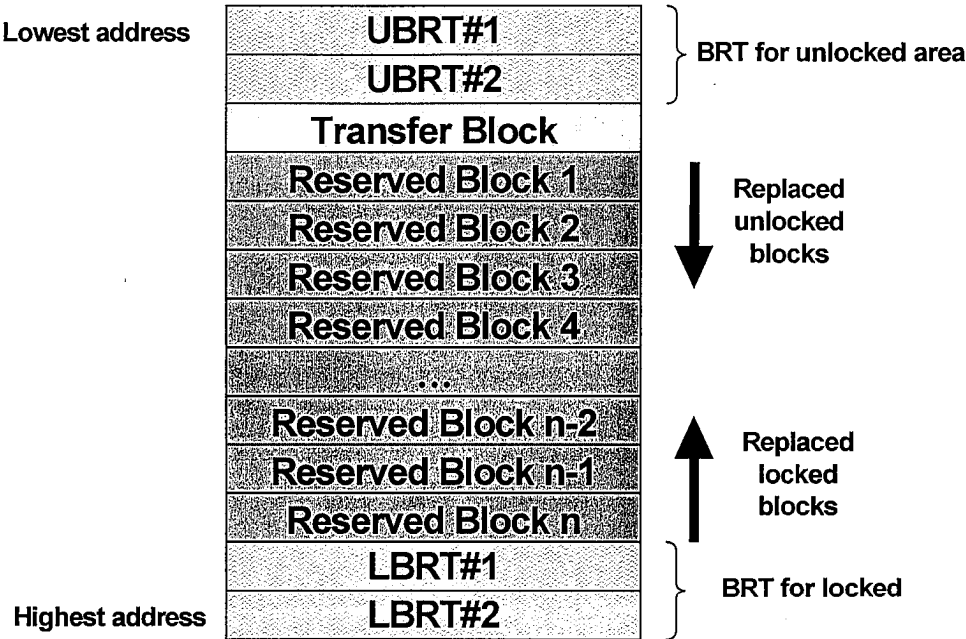 Lowest address
UBRT#1
UBRT#2
BRT for unlocked area
Transfer Block
Reserved Block 1
Reserved Block 2
Reserved Block 3
Reserved Block 4
Replaced
unlocked
blocks
...
Reserved Block n-2
Reserved Block n-1
Reserved Block n
Replaced
locked
blocks
LBRT#1
LBRT#2
BRT for locked
Highest address